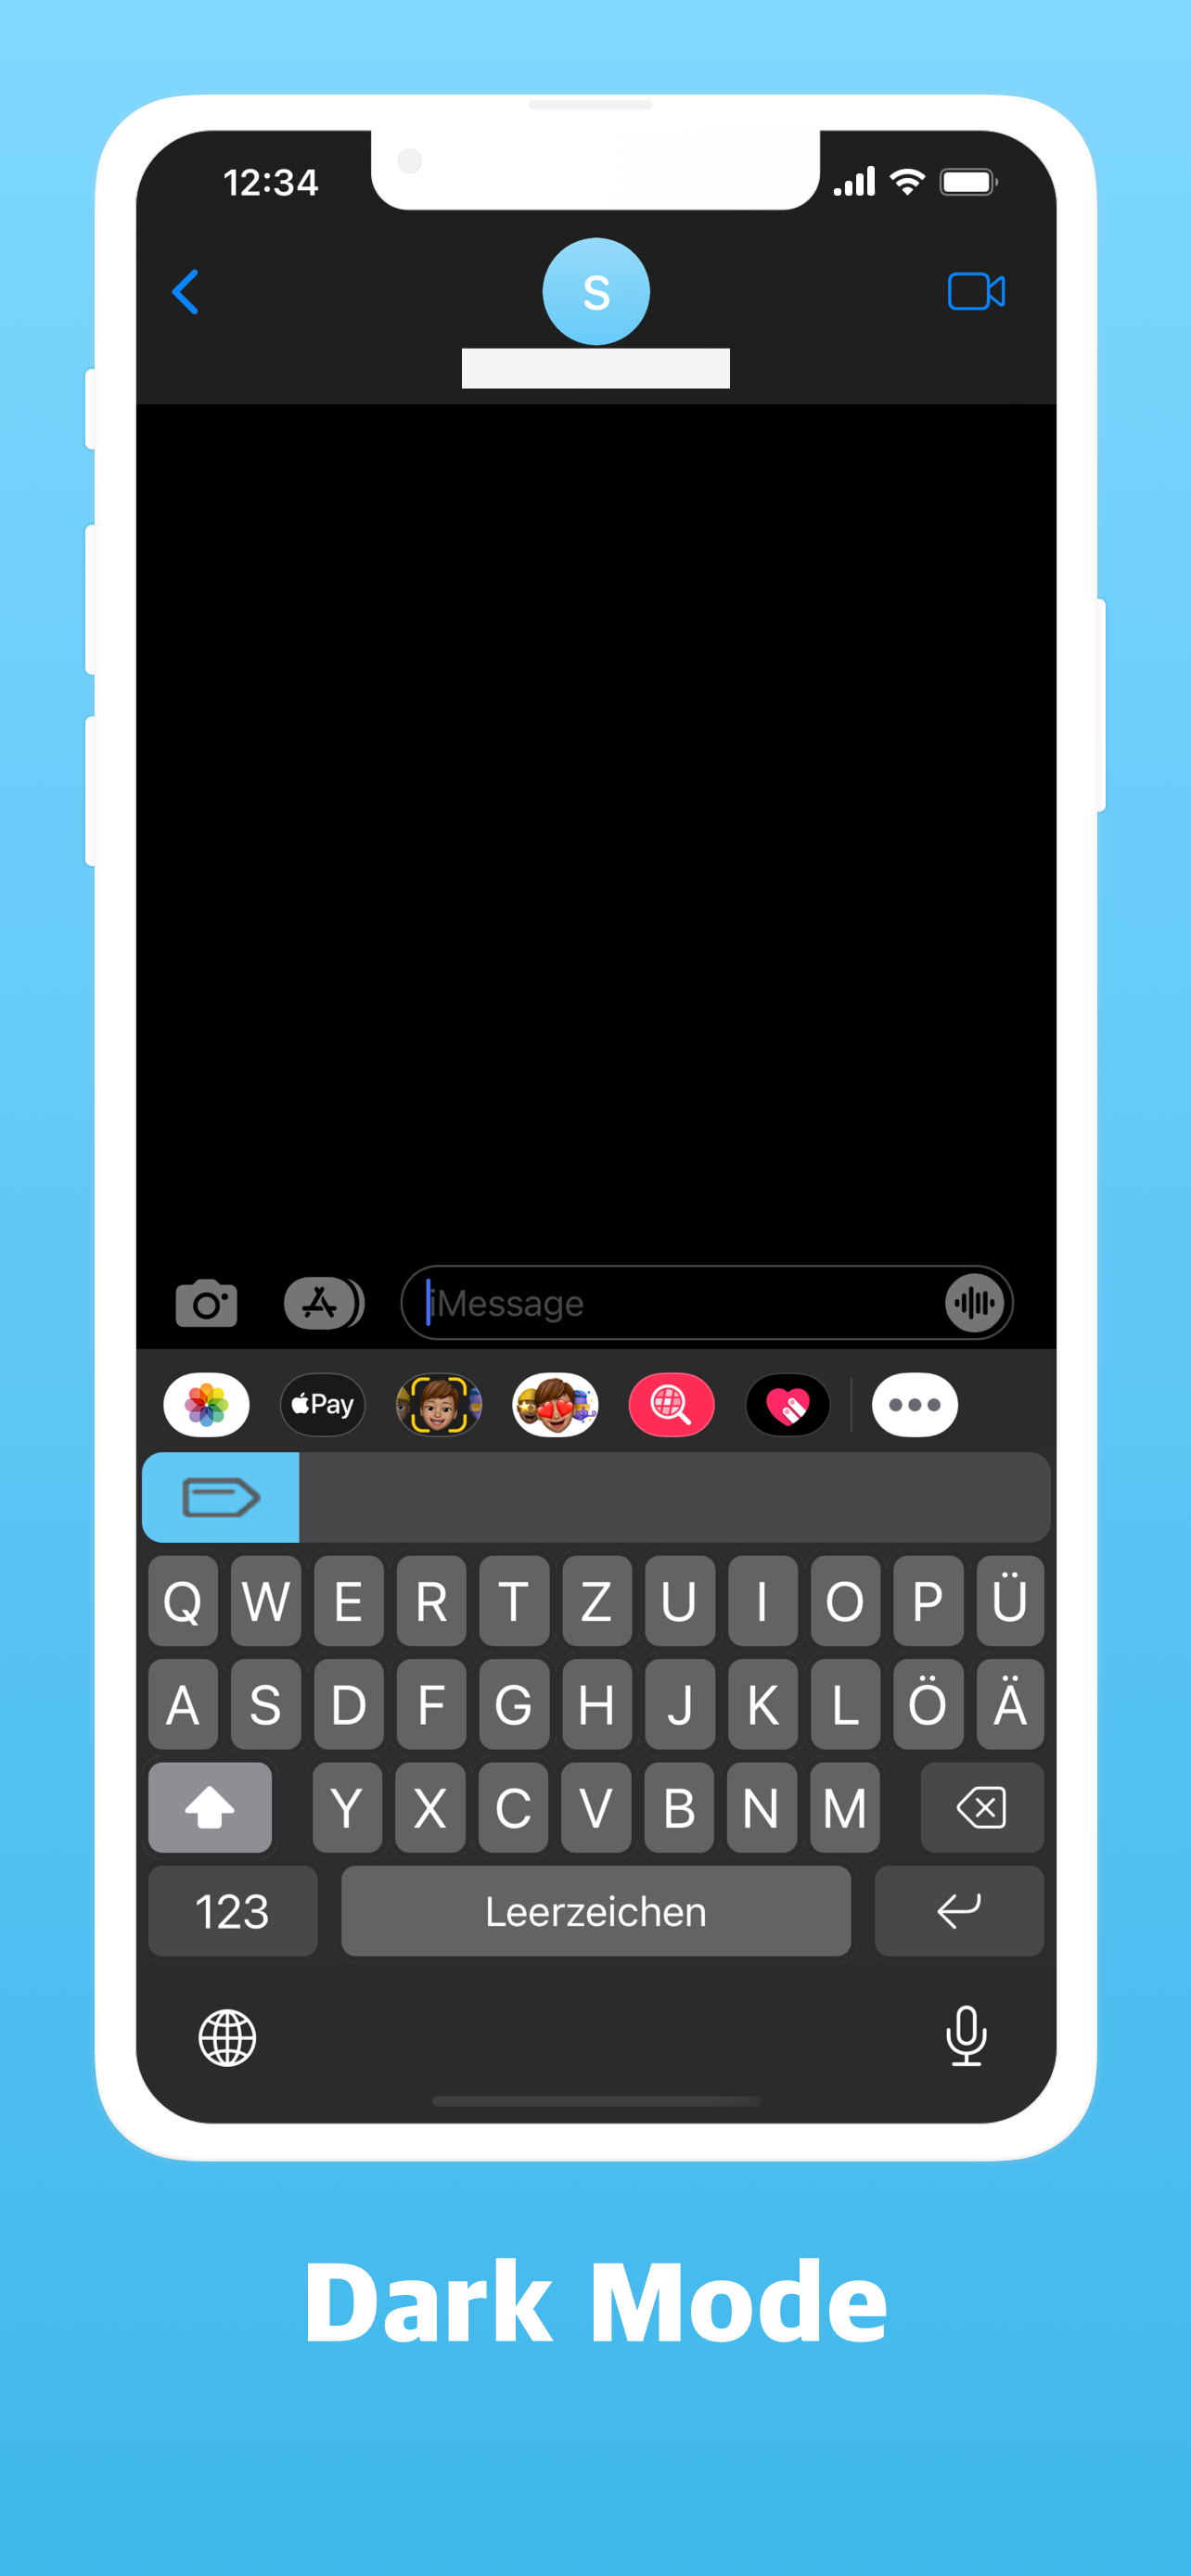 12:34
S
iMessage
Pay
Q W E R T Z U I O P Ü
A S D F G H J K L Ö Ä
Y X C V B N M
123 Leerzeichen
Dark Mode